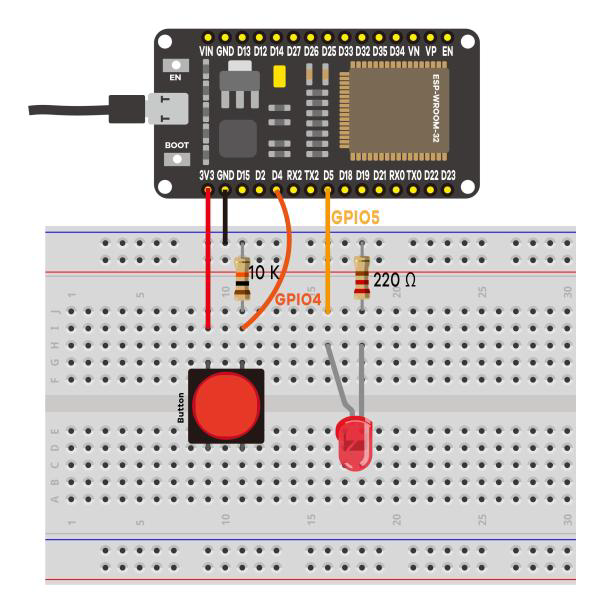 VIN GND D13 D12 D14 D27 D26 D25 D33 D32 D35 D34 VN VP EN
EN
ESP-WROOM-32
BOOT
3V3 GND D15 D2 D4 RX2 TX2 D5 D18 D19 D21 RX0 TX0 D22 D23
GPIO5
10 K
220 Ω
GPIO4
1 5 10 15 20 25 30
J
I
H
G
F
Button
E
D
C
B
A
1 5 10 15 20 25 30